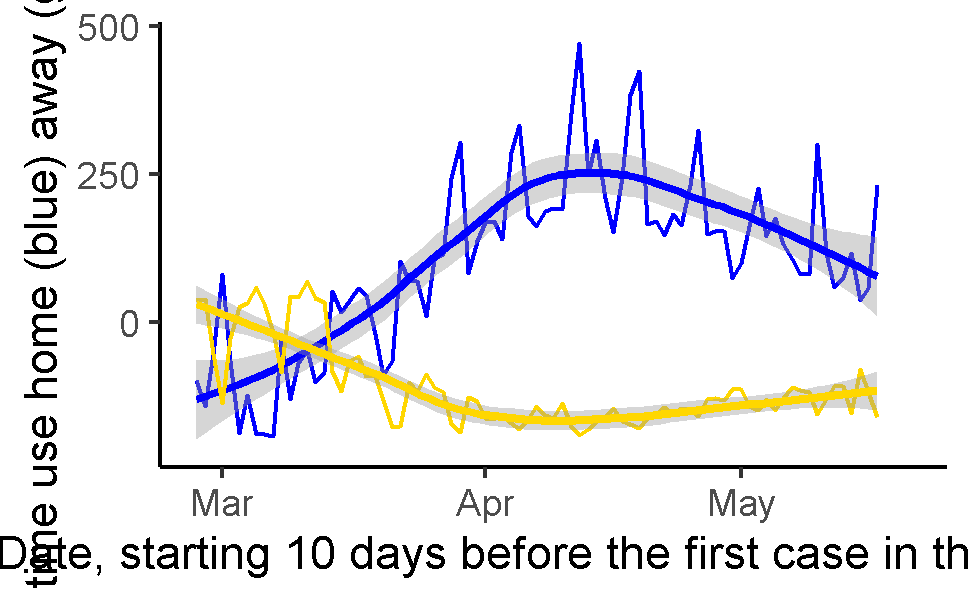 time use home (blue) away (
500
250
0
Mar Apr May
Date, starting 10 days before the first case in th